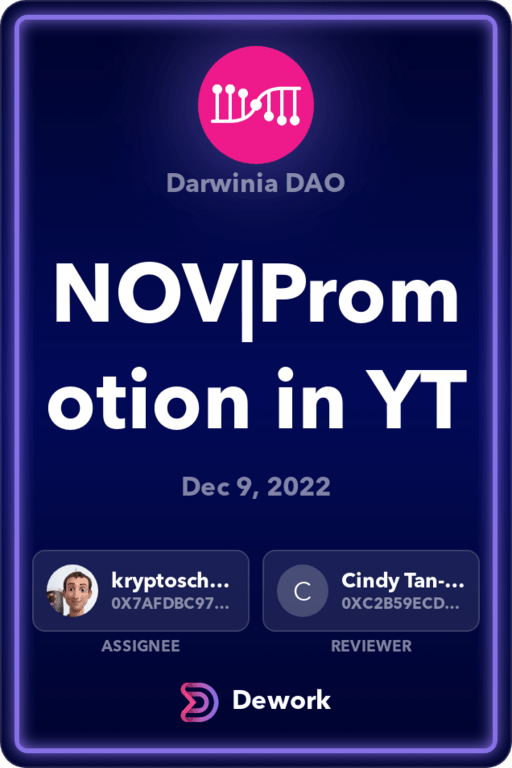 Darwinia DAO
NOV|Prom
otion in YT
Dec 9, 2022
kryptosch...
0X7AFDBC97...
ASSIGNEE
C
Cindy Tan-...
0XC2B59ECD...
REVIEWER
Dework